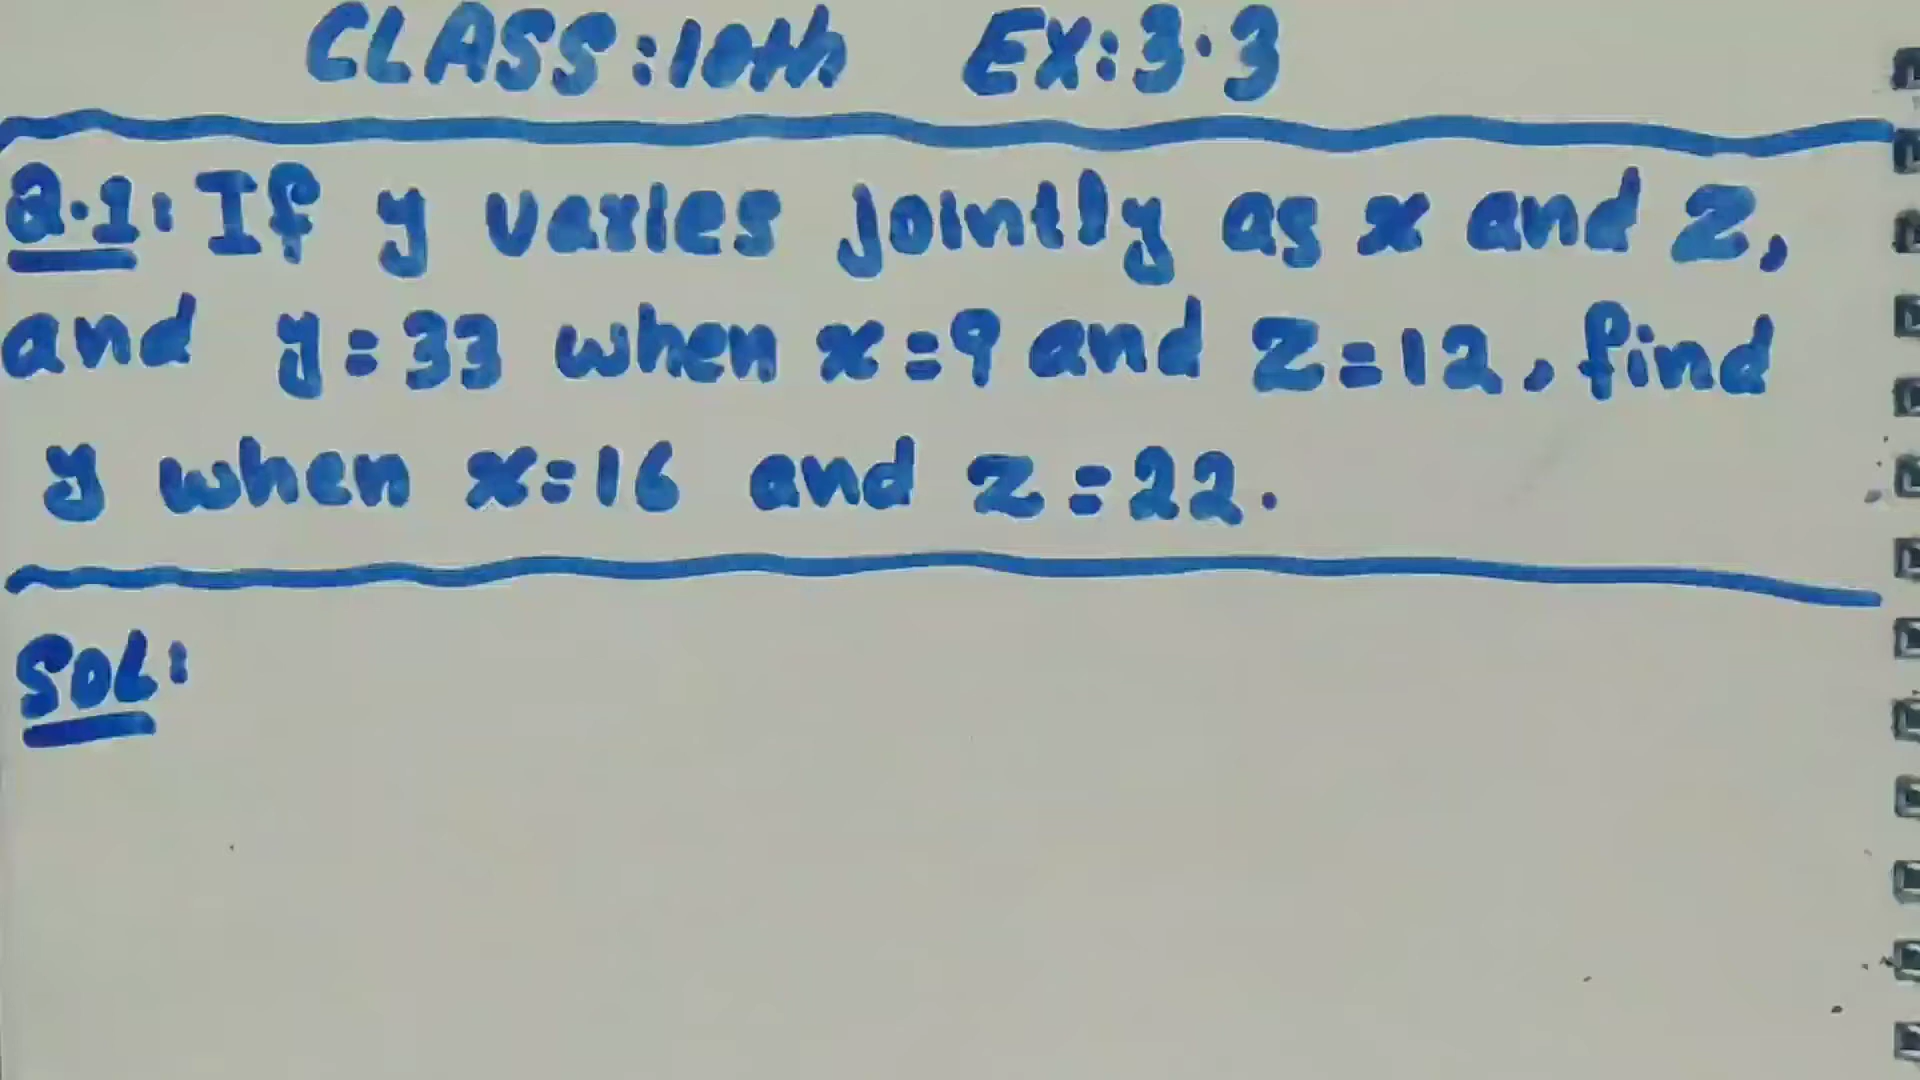 CLASS:10th EX:3.3
Q.1: If y varies jointly as x and z,
and y=33 when x=9 and z=12, find
y when x=16 and z=22.
SOL: